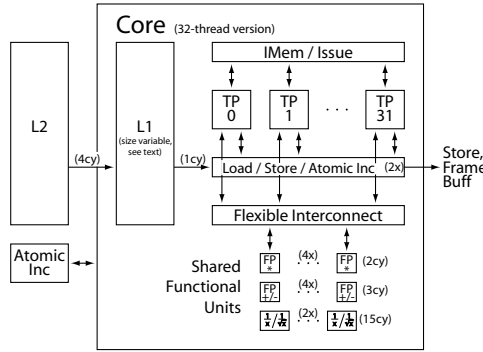 Core (32-thread version)
IMem / Issue
TP 0
TP 1
. . .
TP 31
L2
L1
(size variable,
see text)
(4cy)
(1cy)
Load / Store / Atomic Inc (2x)
Store,
Frame
Buff
Flexible Interconnect
Atomic
Inc
Shared
Functional
Units
FP * (4x) . . . FP * (2cy)
FP +/- (4x) . . . FP +/- (3cy)
1/x / 1/√x (2x) . . . 1/x / 1/√x (15cy)